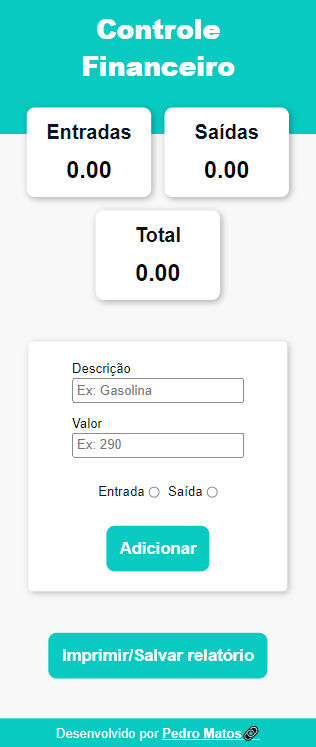 Controle
Financeiro
Entradas
0.00
Saídas
0.00
Total
0.00
Descrição
Ex: Gasolina
Valor
Ex: 290
Entrada Saída
Adicionar
Imprimir/Salvar relatório
Desenvolvido por Pedro Matos